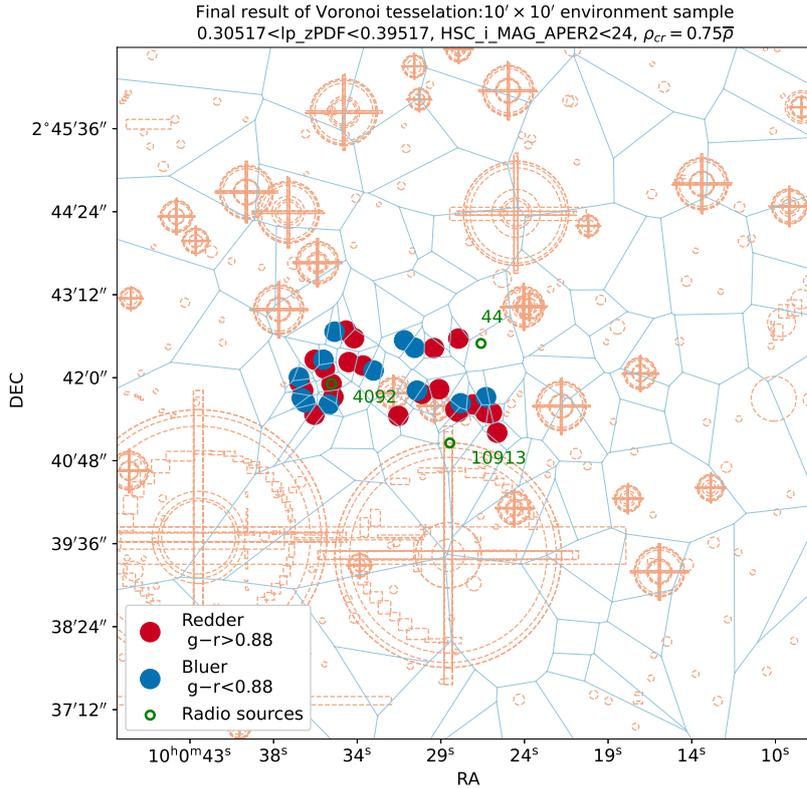 Final result of Voronoi tesselation:10′ × 10′ environment sample
0.30517<lp_zPDF<0.39517, HSC_i_MAG_APER2<24, ρcr = 0.75ρ̅
2°45′36″
44′24″
43′12″
42′0″
40′48″
39′36″
38′24″
37′12″
DEC
44
4092
10913
Redder
g−r>0.88
Bluer
g−r<0.88
Radio sources
10h0m43s
38s
34s
29s
24s
19s
14s
10s
RA